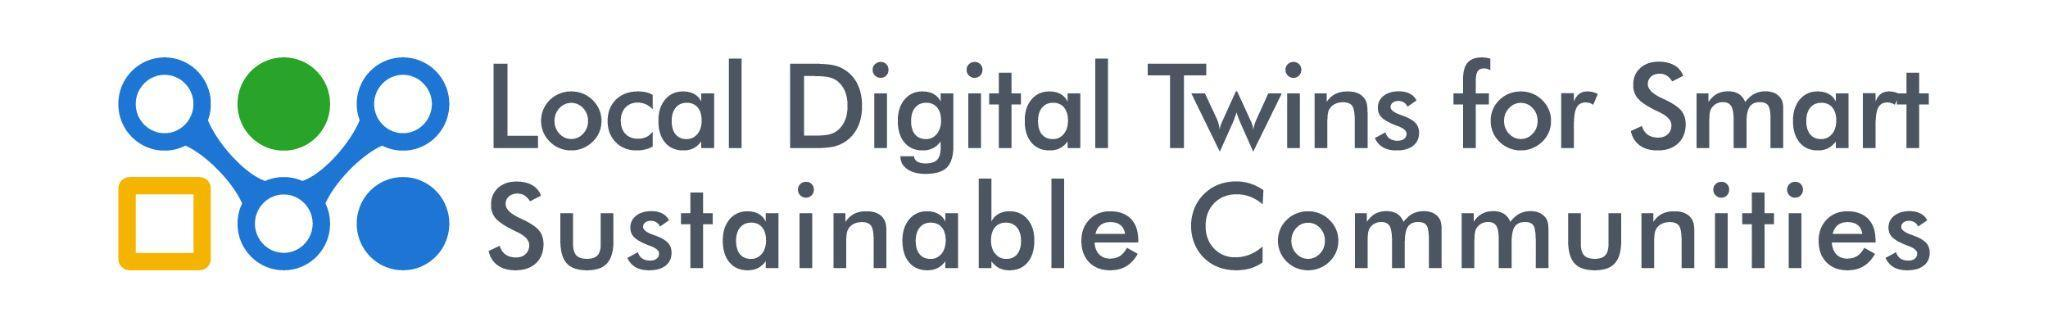 Local Digital Twins for Smart
Sustainable Communities